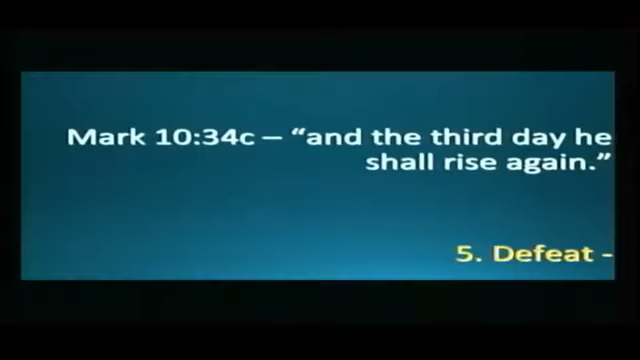 Mark 10:34c – “and the third day he
shall rise again.”
5. Defeat -